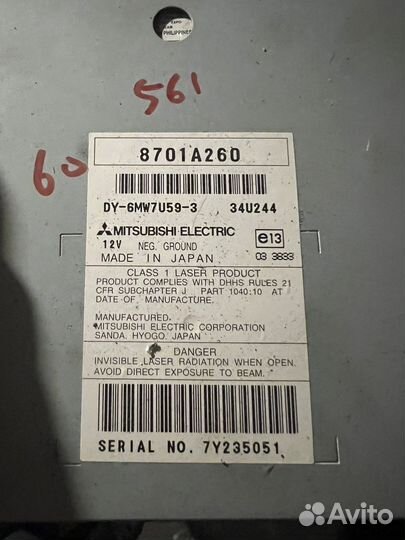 PHILIPPINES
561
60
8701A260
DY-6MW7U59-3 34U244
MITSUBISHI ELECTRIC e13
12V NEG. GROUND
MADE IN JAPAN 03 3833
CLASS 1 LASER PRODUCT
PRODUCT COMPLIES WITH DHHS RULES 21
CFR SUBCHAPTER J PART 1040:10 AT
DATE OF MANUFACTURE.
MANUFACTURED.
MITSUBISHI ELECTRIC CORPORATION
SANDA, HYOGO, JAPAN
DANGER
INVISIBLE LASER RADIATION WHEN OPEN.
AVOID DIRECT EXPOSURE TO BEAM.
SERIAL NO. 7Y235051
Avito